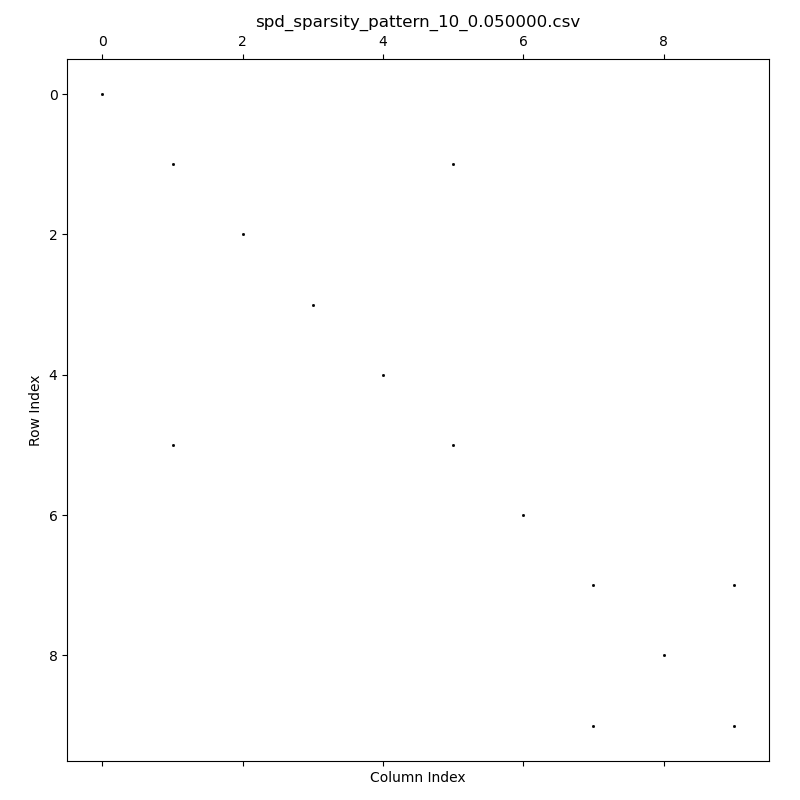 spd_sparsity_pattern_10_0.050000.csv
0 2 4 6 8
0
2
4
6
8
Row Index
Column Index